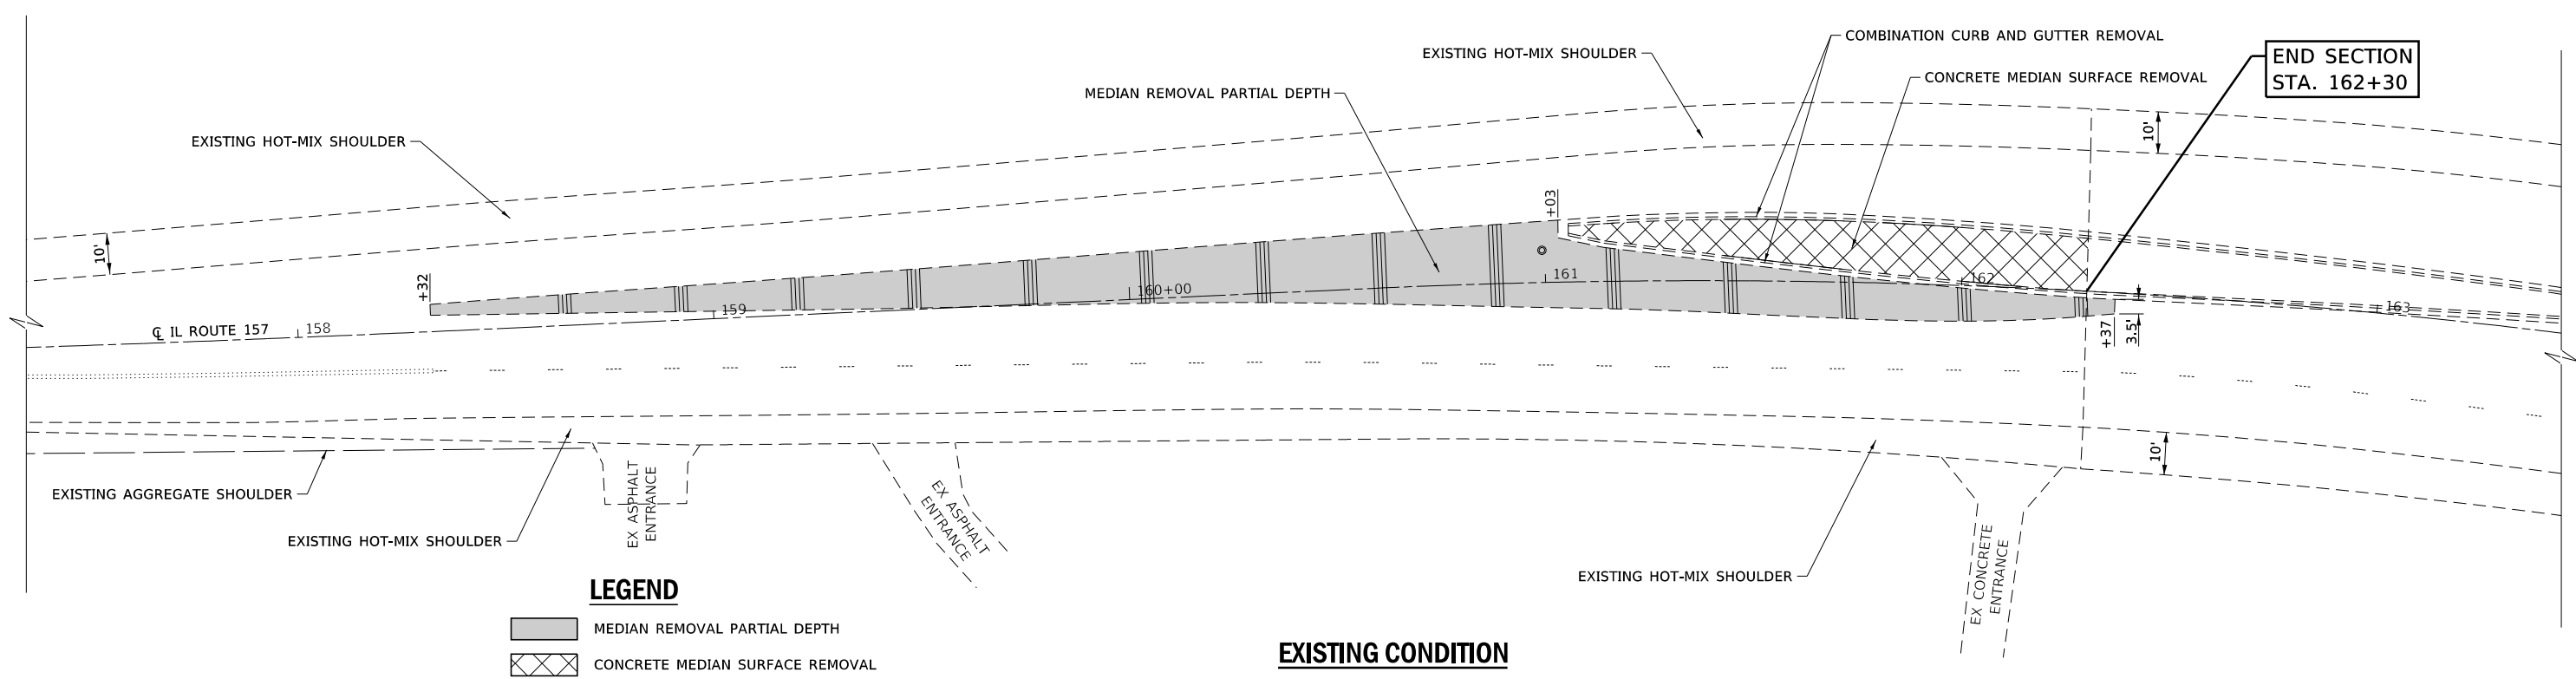 COMBINATION CURB AND GUTTER REMOVAL
EXISTING HOT-MIX SHOULDER
END SECTION
STA. 162+30
CONCRETE MEDIAN SURFACE REMOVAL
MEDIAN REMOVAL PARTIAL DEPTH
EXISTING HOT-MIX SHOULDER
10'
10'
+03
+32
161
162
160+00
159
163
℄ IL ROUTE 157
158
+37
3.5'
10'
EXISTING AGGREGATE SHOULDER
EX ASPHALT
ENTRANCE
EX ASPHALT
ENTRANCE
EXISTING HOT-MIX SHOULDER
EXISTING HOT-MIX SHOULDER
EX CONCRETE
ENTRANCE
LEGEND
MEDIAN REMOVAL PARTIAL DEPTH
CONCRETE MEDIAN SURFACE REMOVAL
EXISTING CONDITION